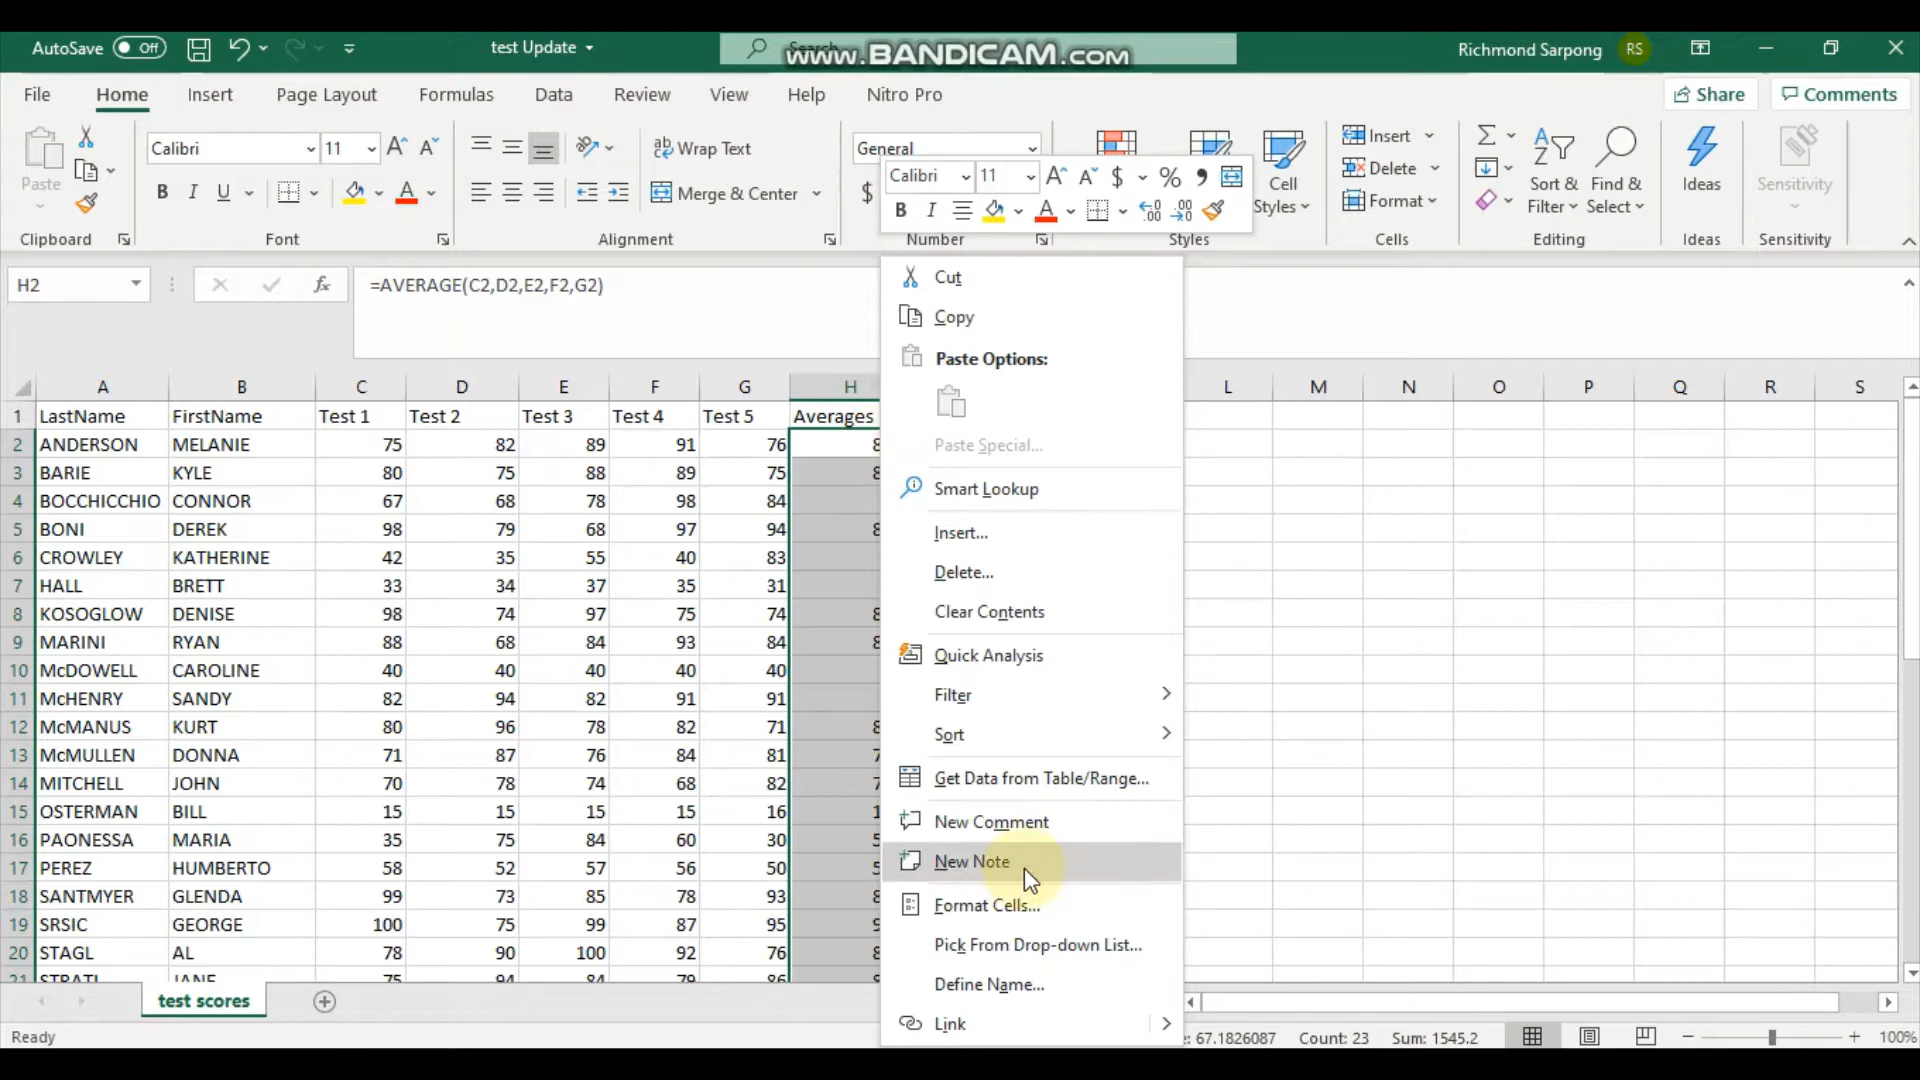 AutoSave Off test Update www.BANDICAM.com Richmond Sarpong RS
File Home Insert Page Layout Formulas Data Review View Help Nitro Pro Share Comments
Calibri 11 Wrap Text General Insert
Paste Merge & Center $ Cell Styles Delete Sort & Filter Find & Select Ideas Sensitivity
B I U A Format
Calibri 11 $ % ,
B I A
Clipboard Font Alignment Number Styles Cells Editing Ideas Sensitivity
H2 fx =AVERAGE(C2,D2,E2,F2,G2)
A B C D E F G H L M N O P Q R S
1 LastName FirstName Test 1 Test 2 Test 3 Test 4 Test 5 Averages
2 ANDERSON MELANIE 75 82 89 91 76
3 BARIE KYLE 80 75 88 89 75
4 BOCCHICCHIO CONNOR 67 68 78 98 84
5 BONI DEREK 98 79 68 97 94
6 CROWLEY KATHERINE 42 35 55 40 83
7 HALL BRETT 33 34 37 35 31
8 KOSOGLOW DENISE 98 74 97 75 74
9 MARINI RYAN 88 68 84 93 84
10 McDOWELL CAROLINE 40 40 40 40 40
11 McHENRY SANDY 82 94 82 91 91
12 McMANUS KURT 80 96 78 82 71
13 McMULLEN DONNA 71 87 76 84 81
14 MITCHELL JOHN 70 78 74 68 82
15 OSTERMAN BILL 15 15 15 15 16
16 PAONESSA MARIA 35 75 84 60 30
17 PEREZ HUMBERTO 58 52 57 56 50
18 SANTMYER GLENDA 99 73 85 78 93
19 SRSIC GEORGE 100 75 99 87 95
20 STAGL AL 78 90 100 92 76
21 STRATI JANE 75 94 84 79 86
Cut
Copy
Paste Options:
Paste Special...
Smart Lookup
Insert...
Delete...
Clear Contents
Quick Analysis
Filter
Sort
Get Data from Table/Range...
New Comment
New Note
Format Cells...
Pick From Drop-down List...
Define Name...
Link
test scores
Ready 67.1826087 Count: 23 Sum: 1545.2 100%